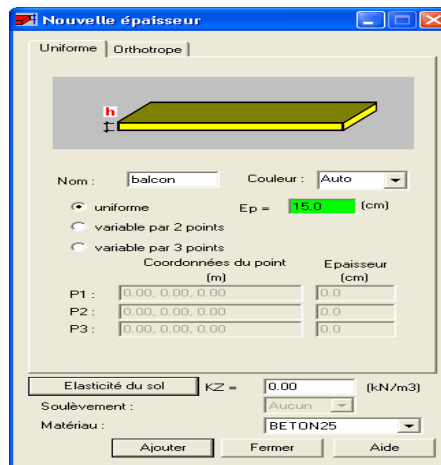 Nouvelle épaisseur
Uniforme Orthotrope
h
Nom : balcon Couleur : Auto
uniforme Ep = 15.0 (cm)
variable par 2 points
variable par 3 points
Coordonnées du point Epaisseur
(m) (cm)
P1 : 0.00, 0.00, 0.00 0.0
P2 : 0.00, 0.00, 0.00 0.0
P3 : 0.00, 0.00, 0.00 0.0
Elasticité du sol KZ = 0.00 (kN/m3)
Soulèvement : Aucun
Matériau : BETON25
Ajouter Fermer Aide